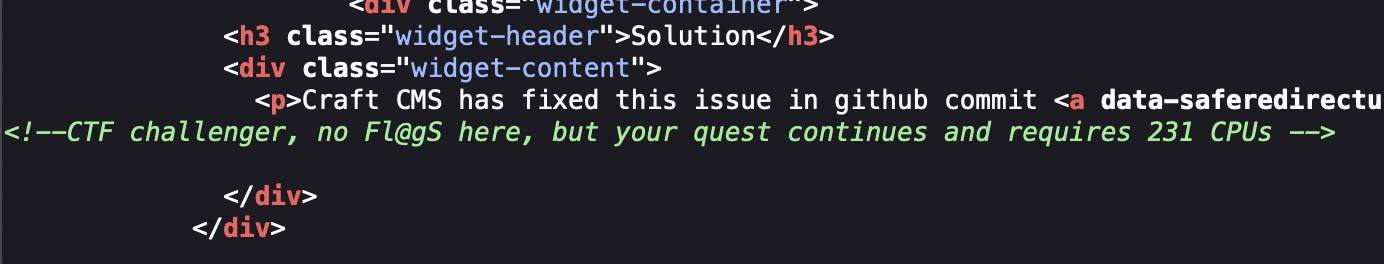 <div class="widget-container">
<h3 class="widget-header">Solution</h3>
<div class="widget-content">
<p>Craft CMS has fixed this issue in github commit <a data-saferedirectu
<!--CTF challenger, no Fl@gS here, but your quest continues and requires 231 CPUs -->
</div>
</div>